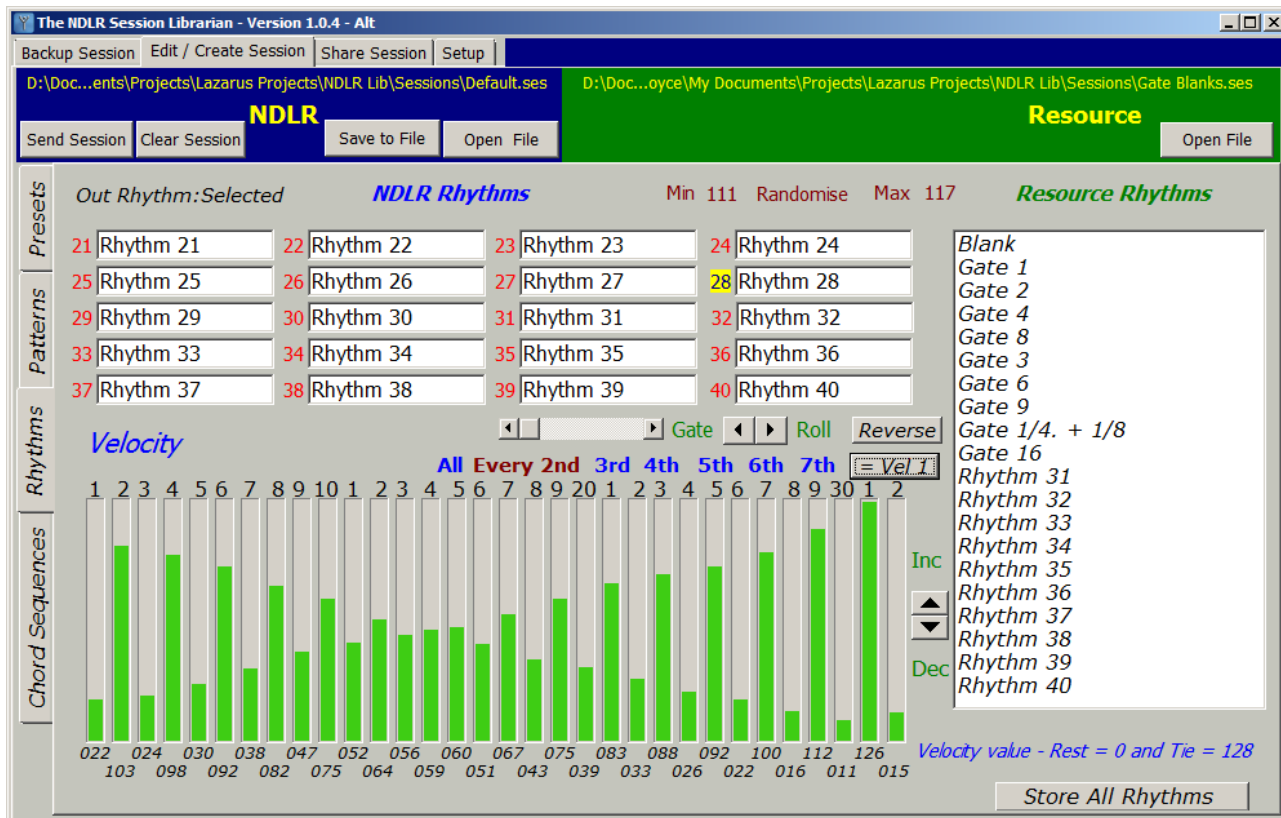 The NDLR Session Librarian - Version 1.0.4 - Alt
Backup Session Edit / Create Session Share Session Setup
D:\Doc...ents\Projects\Lazarus Projects\NDLR Lib\Sessions\Default.ses
NDLR
Send Session Clear Session Save to File Open File
D:\Doc...oyce\My Documents\Projects\Lazarus Projects\NDLR Lib\Sessions\Gate Blanks.ses
Resource
Open File
Presets
Patterns
Rhythms
Chord Sequences
Out Rhythm:Selected NDLR Rhythms Min 111 Randomise Max 117 Resource Rhythms
21 Rhythm 21 22 Rhythm 22 23 Rhythm 23 24 Rhythm 24
25 Rhythm 25 26 Rhythm 26 27 Rhythm 27 28 Rhythm 28
29 Rhythm 29 30 Rhythm 30 31 Rhythm 31 32 Rhythm 32
33 Rhythm 33 34 Rhythm 34 35 Rhythm 35 36 Rhythm 36
37 Rhythm 37 38 Rhythm 38 39 Rhythm 39 40 Rhythm 40
Velocity
Gate Roll Reverse
All Every 2nd 3rd 4th 5th 6th 7th = Vel 1
1 2 3 4 5 6 7 8 9 10 1 2 3 4 5 6 7 8 9 20 1 2 3 4 5 6 7 8 9 30 1 2
Inc
Dec
022 024 030 038 047 052 056 060 067 075 083 088 092 100 112 126
103 098 092 082 075 064 059 051 043 039 033 026 022 016 011 015
Blank
Gate 1
Gate 2
Gate 4
Gate 8
Gate 3
Gate 6
Gate 9
Gate 1/4. + 1/8
Gate 16
Rhythm 31
Rhythm 32
Rhythm 33
Rhythm 34
Rhythm 35
Rhythm 36
Rhythm 37
Rhythm 38
Rhythm 39
Rhythm 40
Velocity value - Rest = 0 and Tie = 128
Store All Rhythms